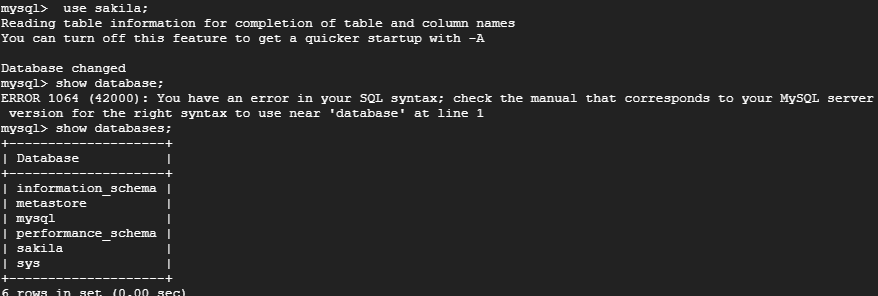 mysql>  use sakila;
Reading table information for completion of table and column names
You can turn off this feature to get a quicker startup with -A

Database changed
mysql> show database;
ERROR 1064 (42000): You have an error in your SQL syntax; check the manual that corresponds to your MySQL server
 version for the right syntax to use near 'database' at line 1
mysql> show databases;
+--------------------+
| Database           |
+--------------------+
| information_schema |
| metastore          |
| mysql              |
| performance_schema |
| sakila             |
| sys                |
+--------------------+
6 rows in set (0.00 sec)